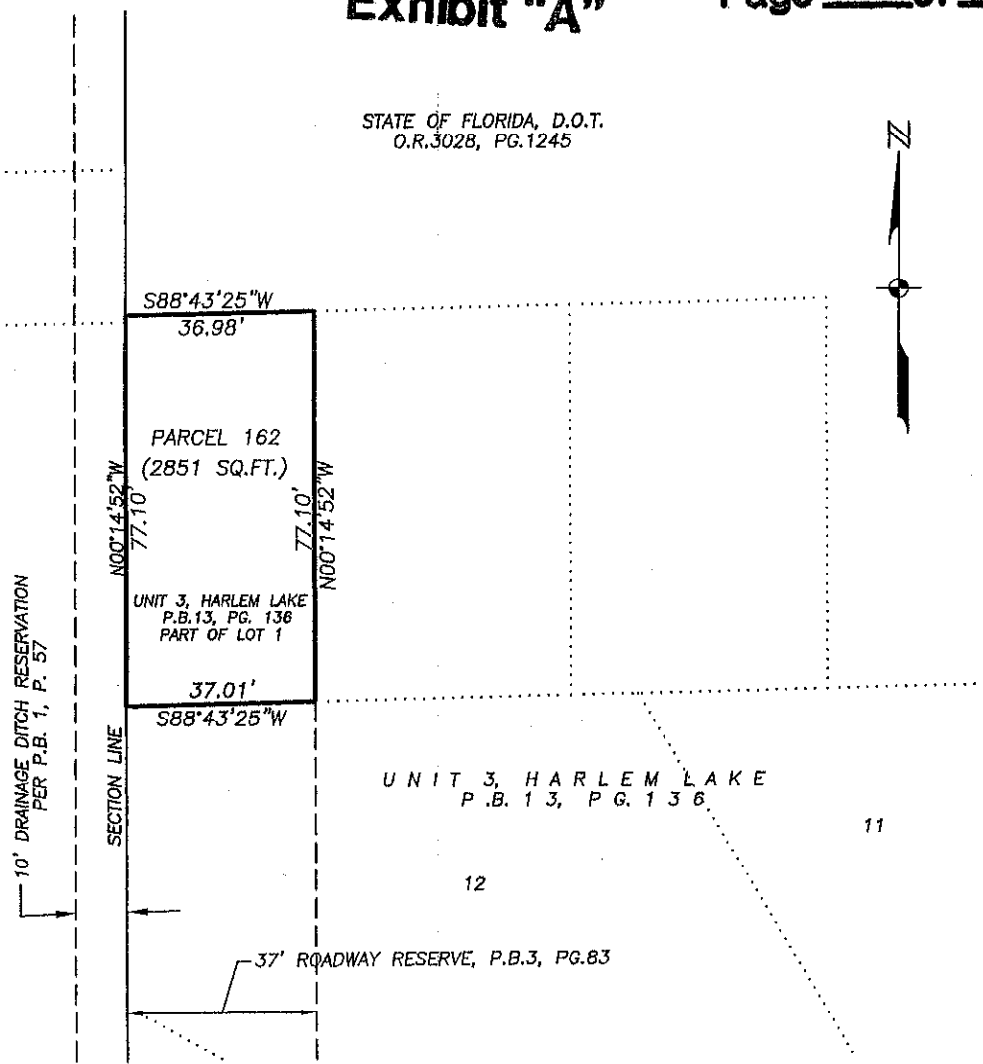 Exhibit "A"
Page
STATE OF FLORIDA, D.O.T.
O.R.3028, PG.1245
N
S88°43'25"W
36.98'
PARCEL 162
(2851 SQ.FT.)
N00°14'52"W
77.10'
77.10'
N00°14'52"W
UNIT 3, HARLEM LAKE
P.B.13, PG. 136
PART OF LOT 1
37.01'
S88°43'25"W
10' DRAINAGE DITCH RESERVATION
PER P.B. 1, P. 57
SECTION LINE
UNIT 3, HARLEM LAKE
P.B. 13, PG. 136
11
12
37' ROADWAY RESERVE, P.B.3, PG.83